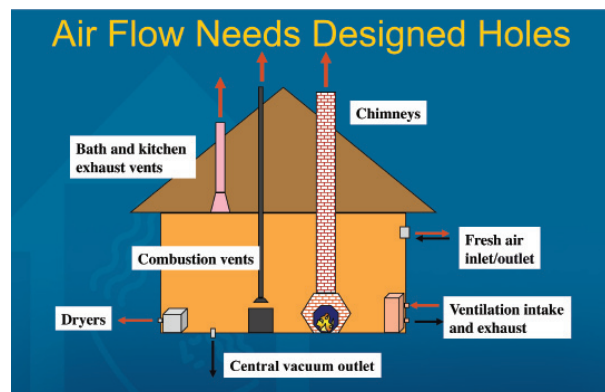 Air Flow Needs Designed Holes
Chimneys
Bath and kitchen
exhaust vents
Combustion vents
Fresh air
inlet/outlet
Dryers
Ventilation intake
and exhaust
Central vacuum outlet